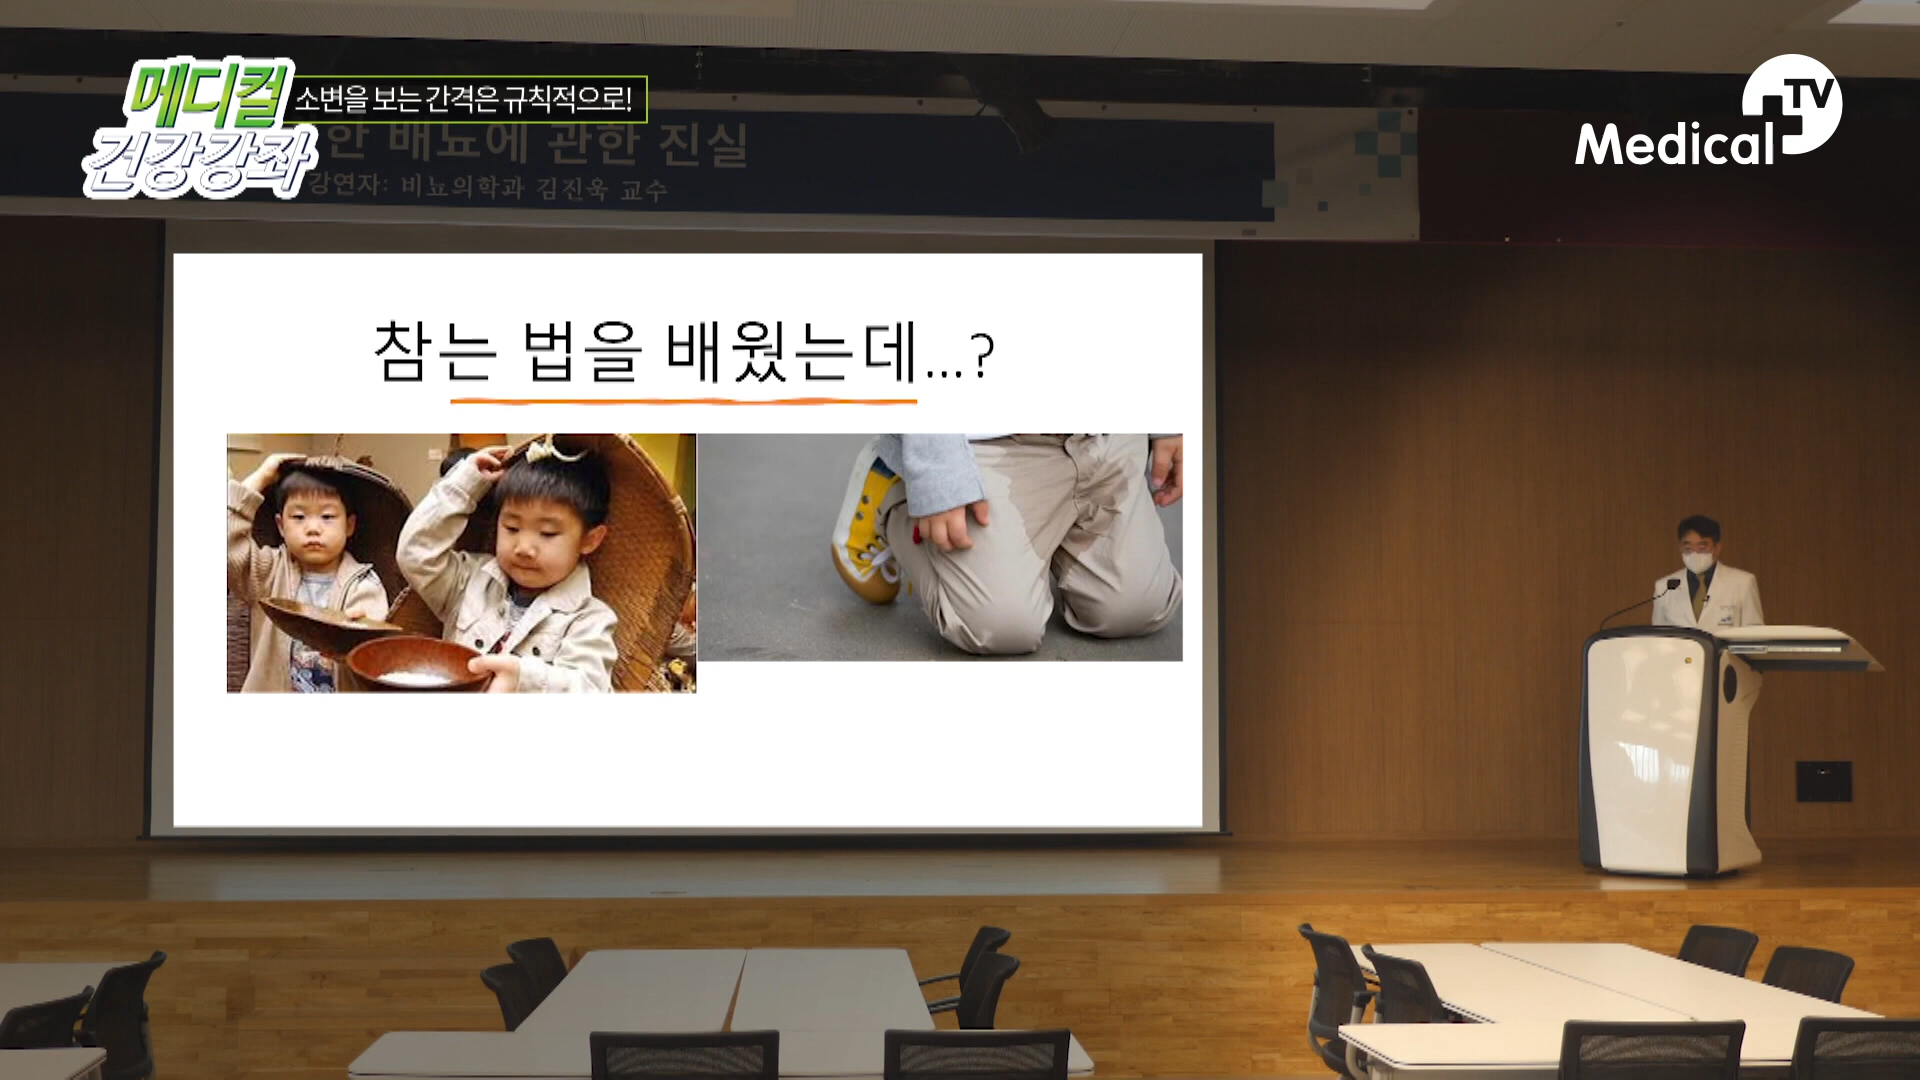 메디컬
건강강좌
소변을 보는 간격은 규칙적으로!
한 배뇨에 관한 진실
강연자: 비뇨의학과 김진욱 교수
Medical TV
참는 법을 배웠는데...?